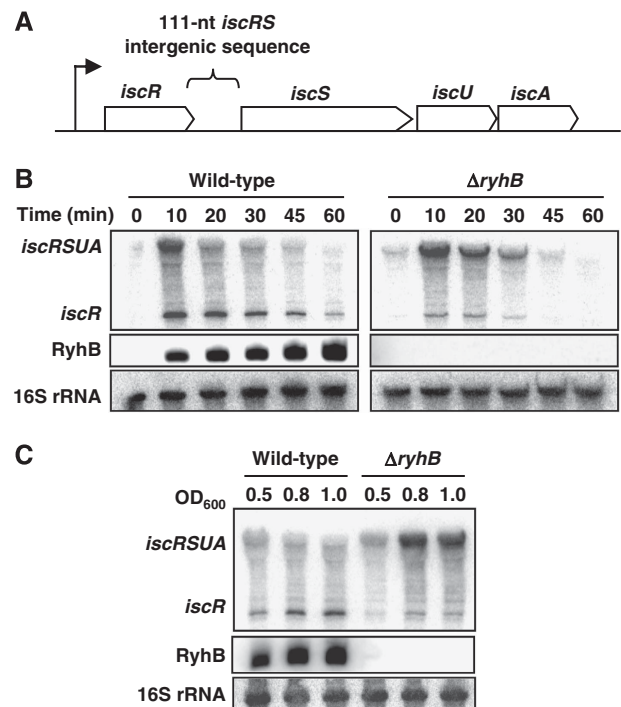 A
111-nt iscRS
intergenic sequence
iscR iscS iscU iscA
B
Wild-type ΔryhB
Time (min) 0 10 20 30 45 60 0 10 20 30 45 60
iscRSUA
iscR
RyhB
16S rRNA
C
Wild-type ΔryhB
OD600 0.5 0.8 1.0 0.5 0.8 1.0
iscRSUA
iscR
RyhB
16S rRNA